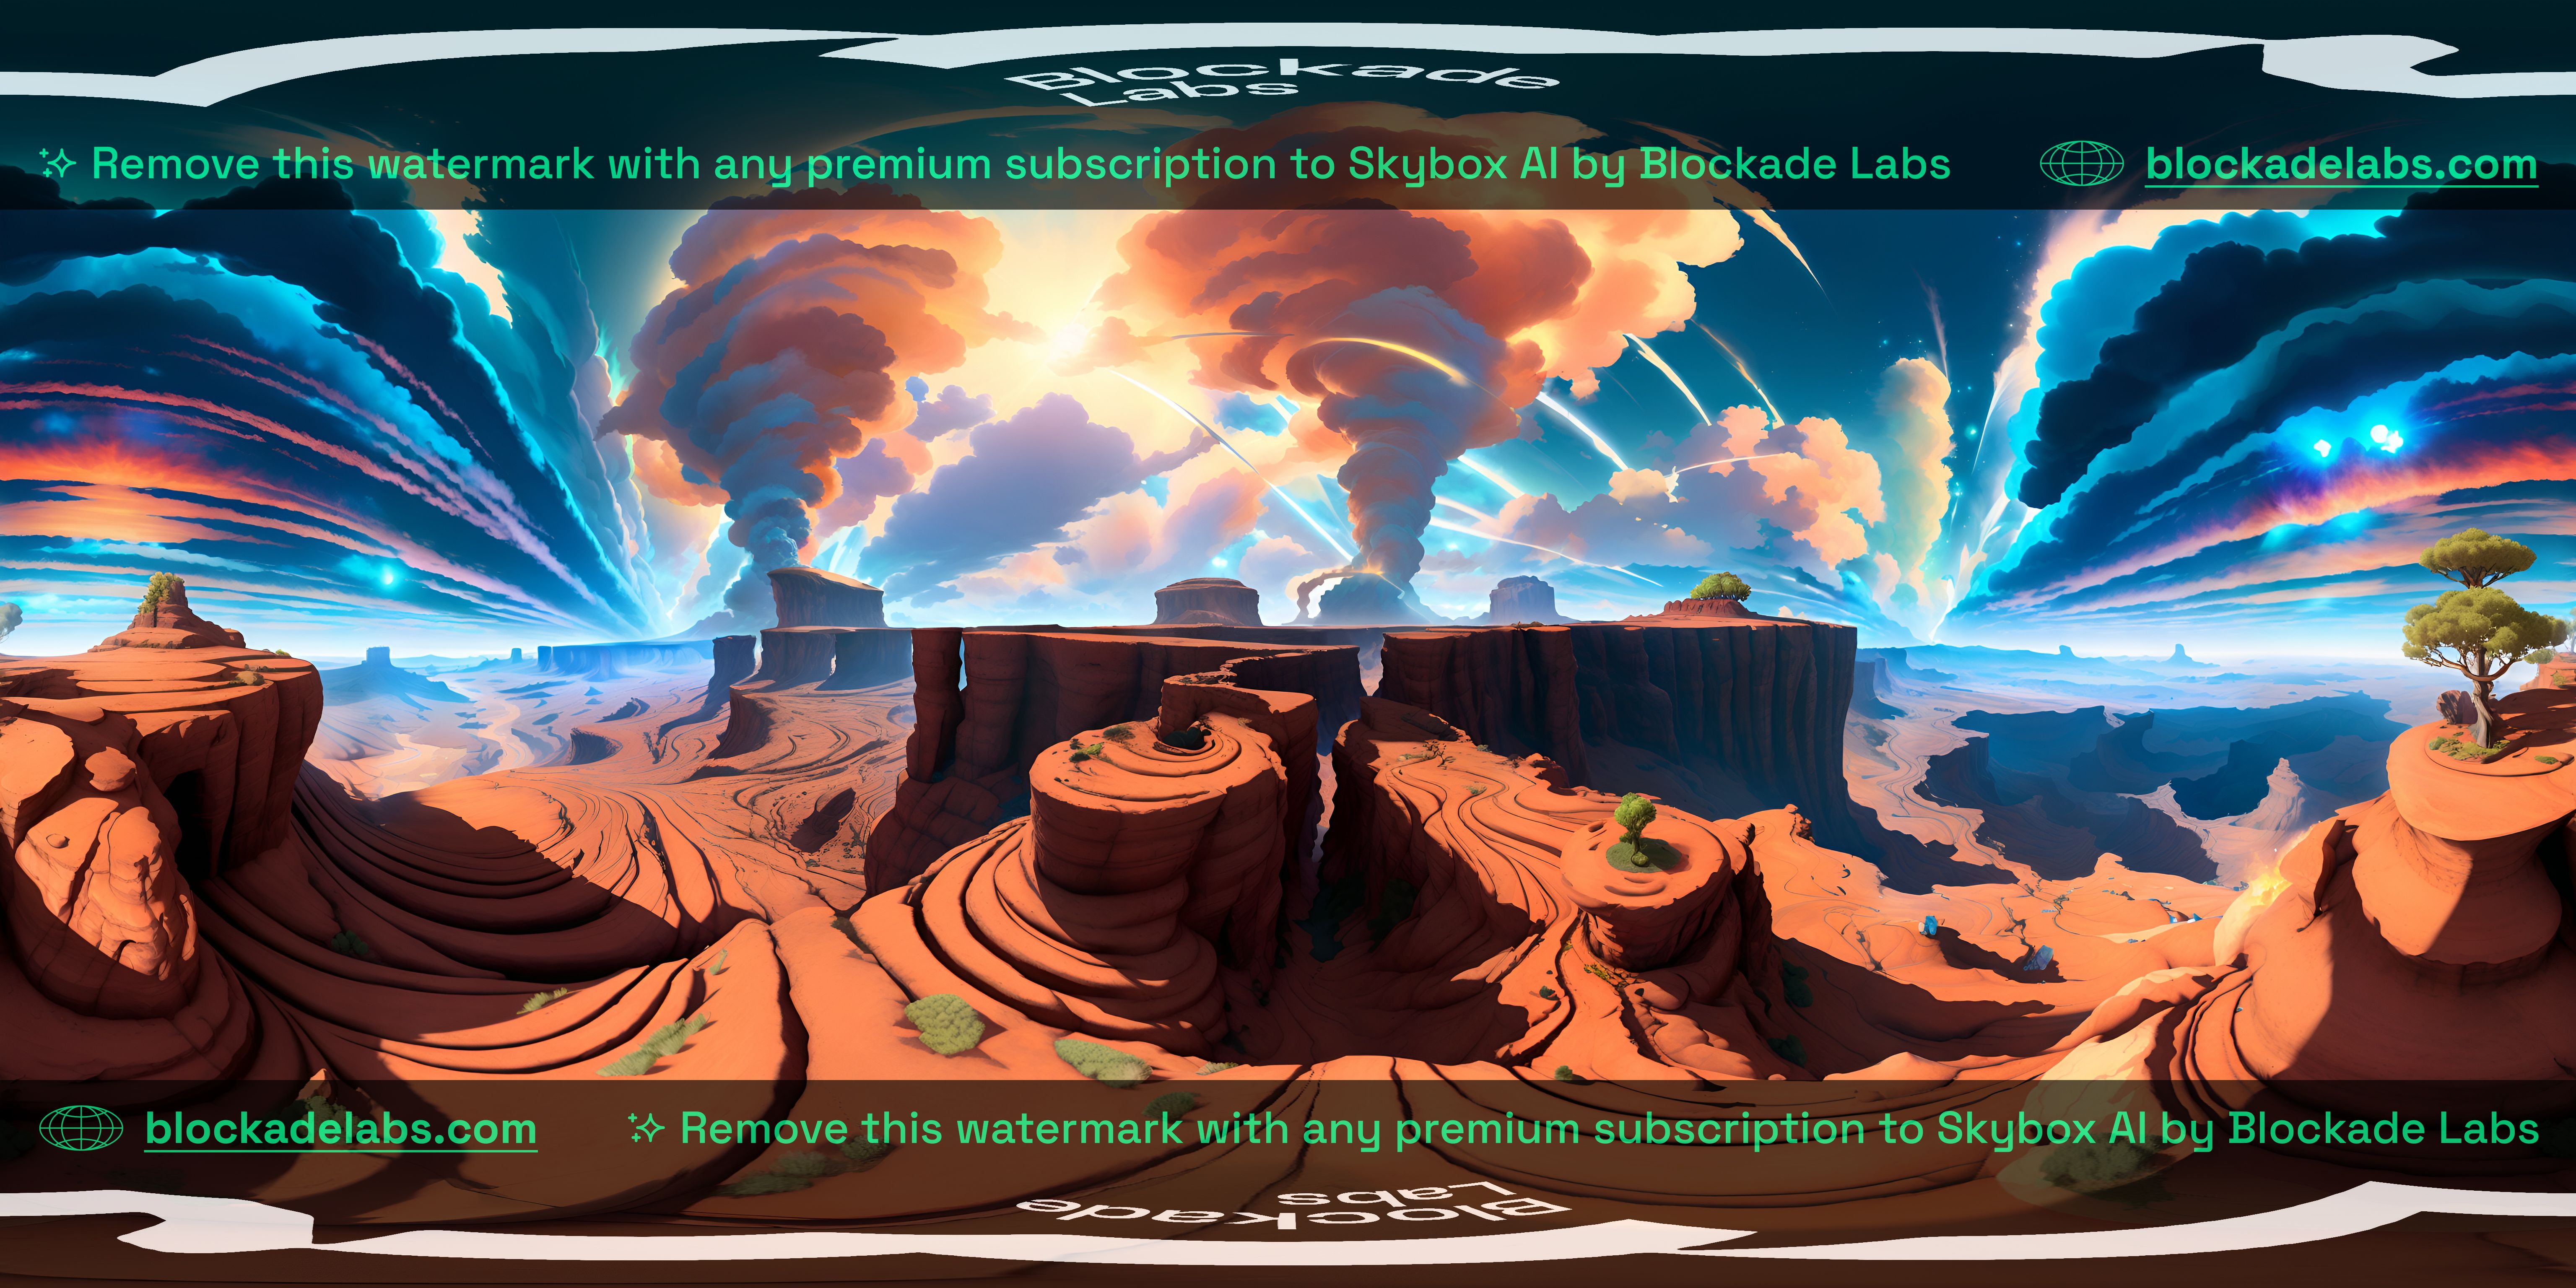 Blockade
Labs
Remove this watermark with any premium subscription to Skybox AI by Blockade Labs
blockadelabs.com
blockadelabs.com
Remove this watermark with any premium subscription to Skybox AI by Blockade Labs
Labs
Blockade